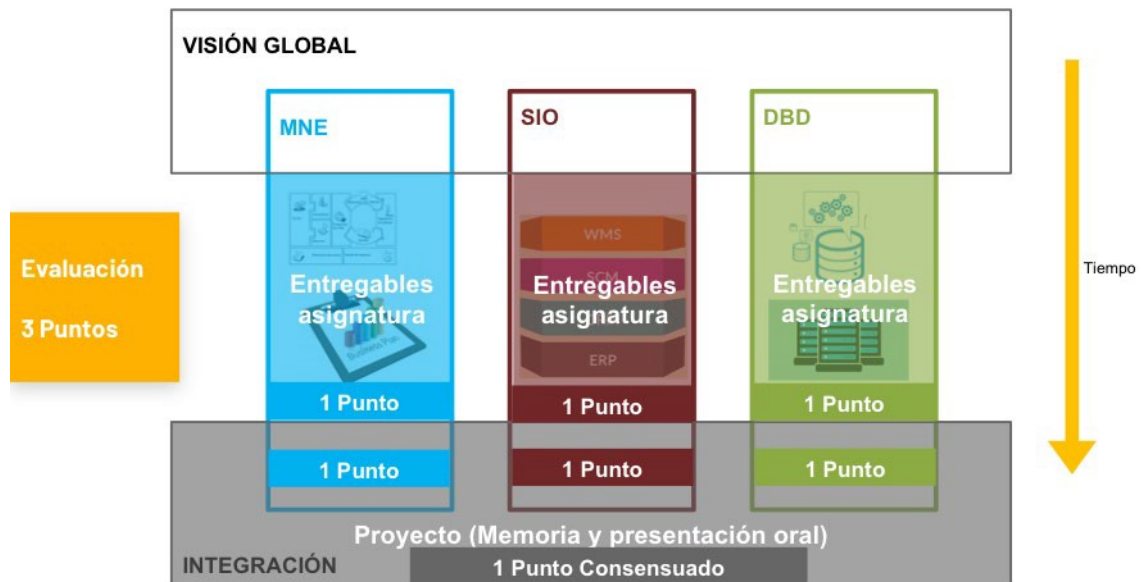 VISIÓN GLOBAL
MNE
SIO
DBD
WMS
SCM
Entregables
asignatura
Entregables
asignatura
Entregables
asignatura
Business Plan
ERP
Evaluación
3 Puntos
Tiempo
1 Punto
1 Punto
1 Punto
1 Punto
1 Punto
1 Punto
Proyecto (Memoria y presentación oral)
INTEGRACIÓN
1 Punto Consensuado